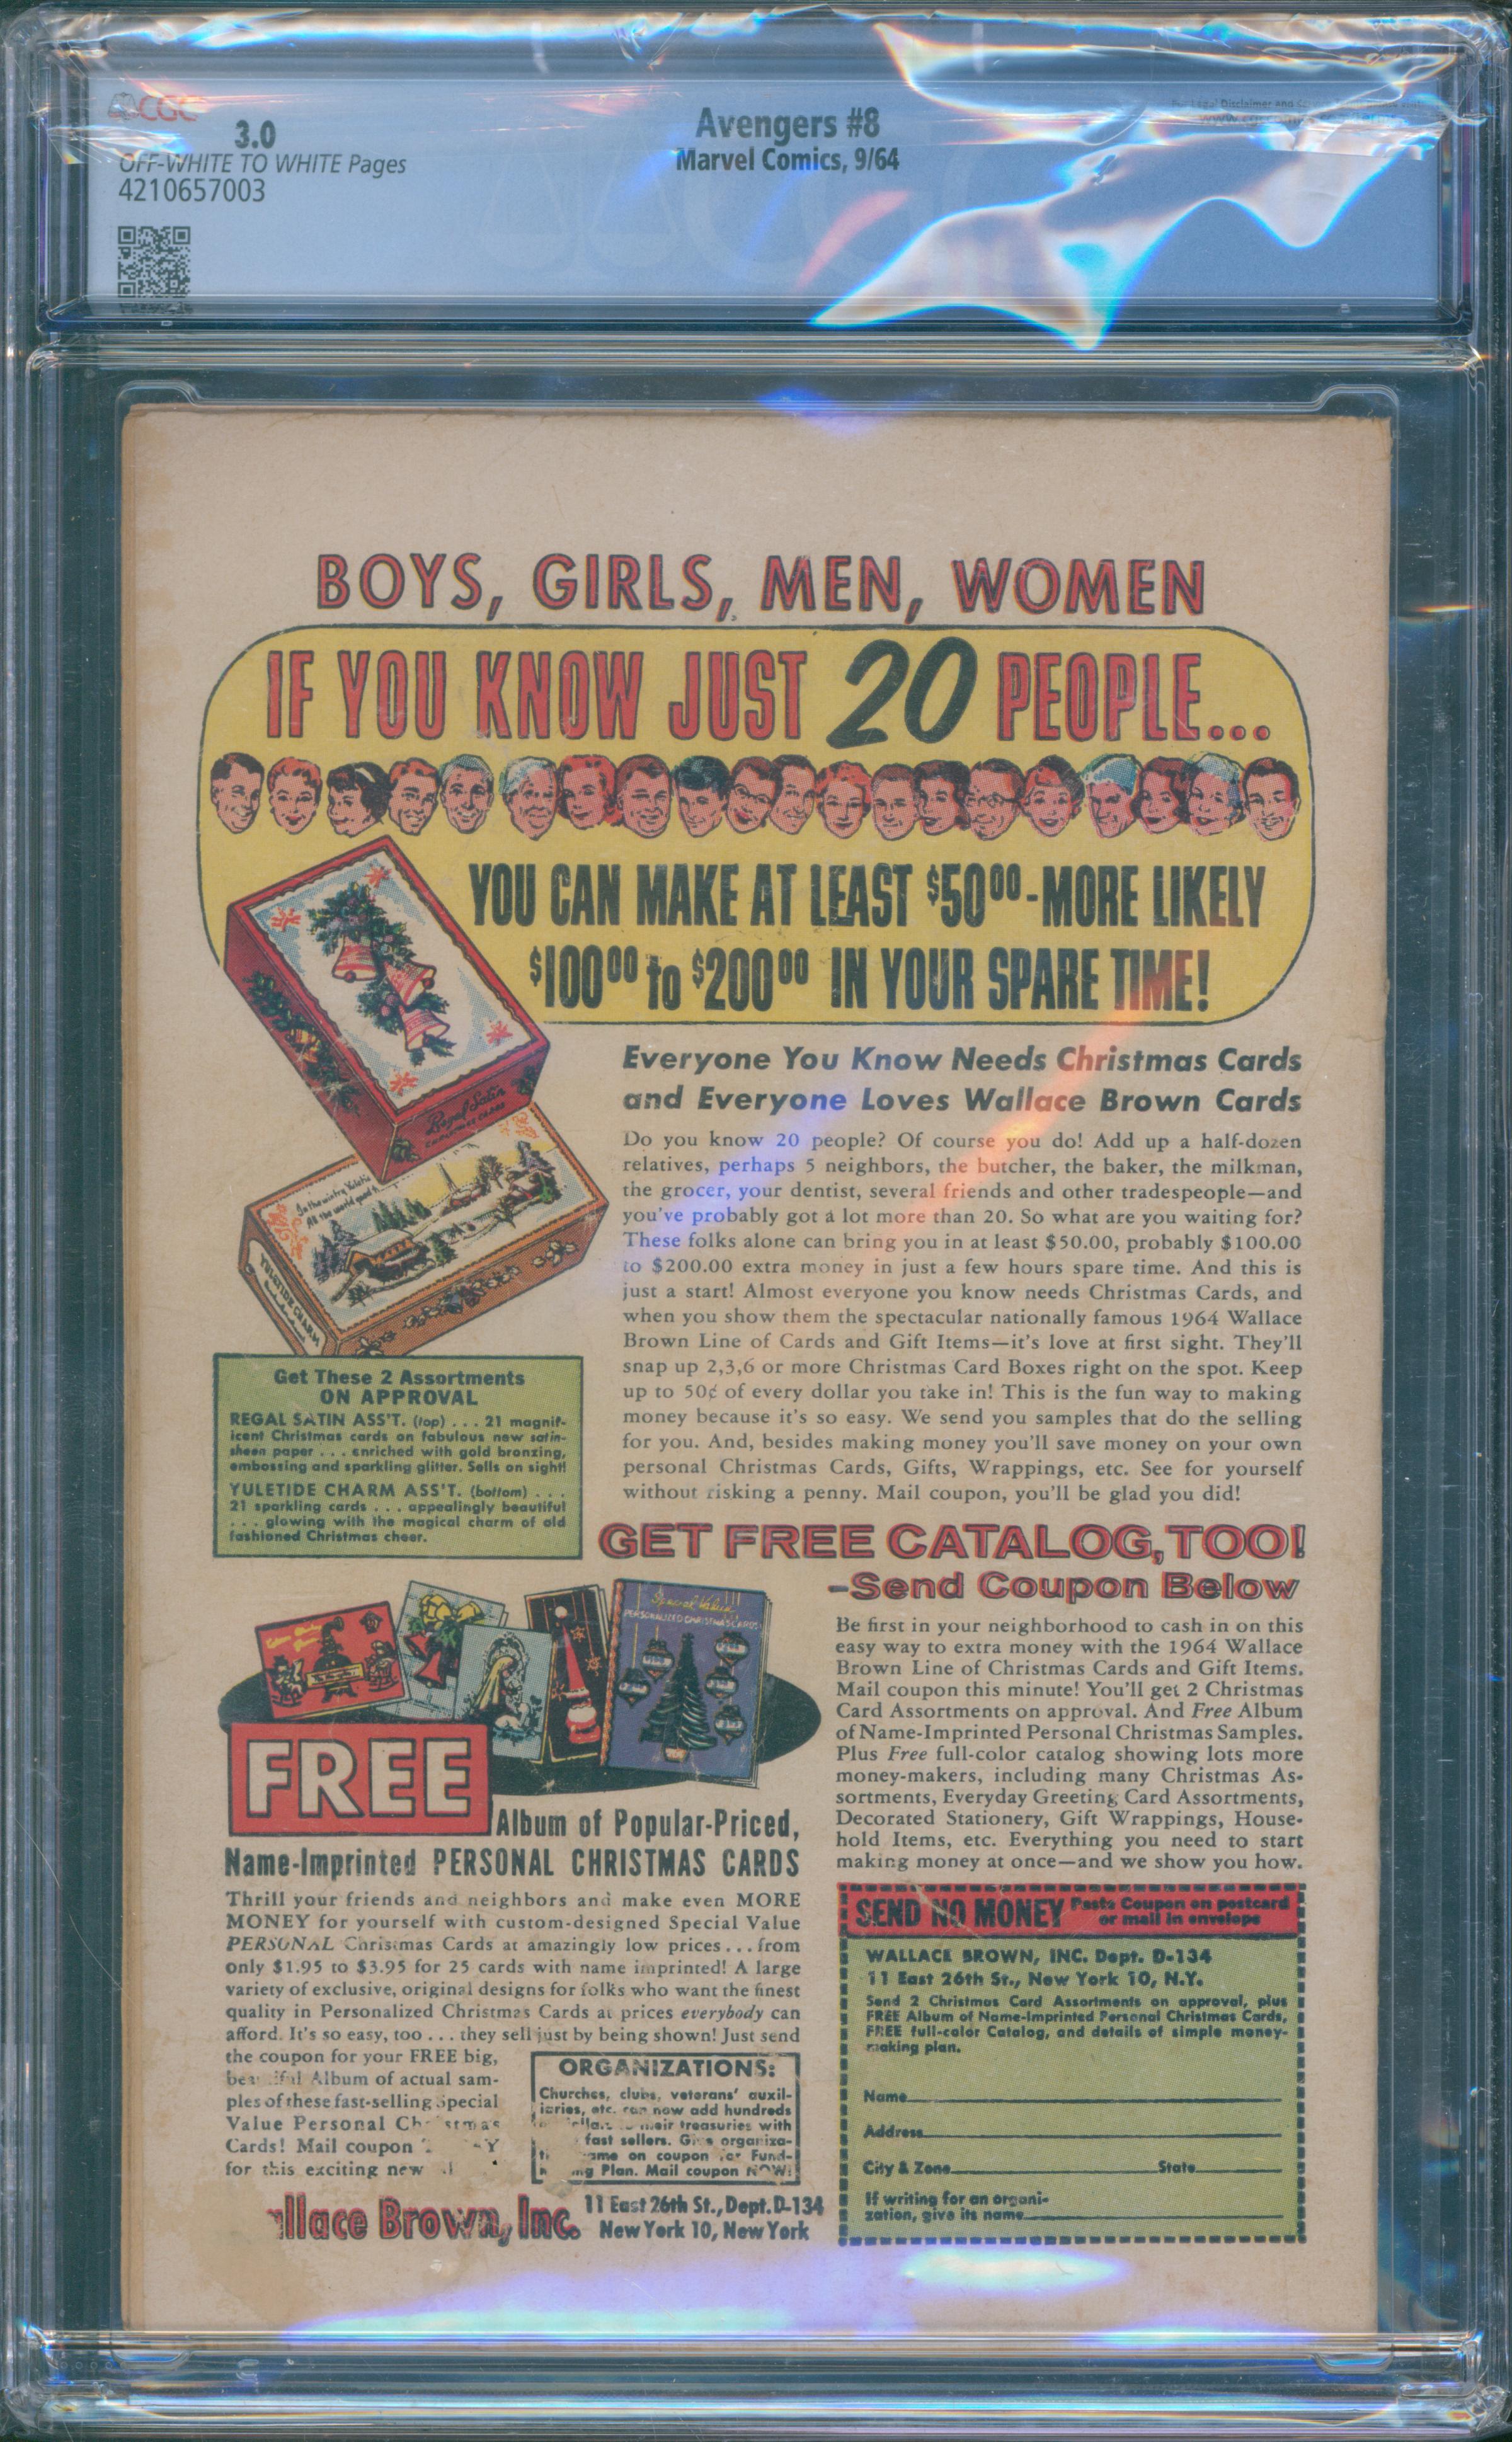 CGC
3.0
OFF-WHITE TO WHITE Pages
4210657003
Avengers #8
Marvel Comics, 9/64
BOYS, GIRLS, MEN, WOMEN
IF YOU KNOW JUST 20 PEOPLE...
YOU CAN MAKE AT LEAST $50⁰⁰-MORE LIKELY
$100⁰⁰ to $200⁰⁰ IN YOUR SPARE TIME!
Regal Satin
CHRISTMAS CARDS
YULETIDE CHARM
Everyone You Know Needs Christmas Cards
and Everyone Loves Wallace Brown Cards
Do you know 20 people? Of course you do! Add up a half-dozen
relatives, perhaps 5 neighbors, the butcher, the baker, the milkman,
the grocer, your dentist, several friends and other tradespeople—and
you've probably got a lot more than 20. So what are you waiting for?
These folks alone can bring you in at least $50.00, probably $100.00
to $200.00 extra money in just a few hours spare time. And this is
just a start! Almost everyone you know needs Christmas Cards, and
when you show them the spectacular nationally famous 1964 Wallace
Brown Line of Cards and Gift Items—it's love at first sight. They'll
snap up 2,3,6 or more Christmas Card Boxes right on the spot. Keep
up to 50¢ of every dollar you take in! This is the fun way to making
money because it's so easy. We send you samples that do the selling
for you. And, besides making money you'll save money on your own
personal Christmas Cards, Gifts, Wrappings, etc. See for yourself
without risking a penny. Mail coupon, you'll be glad you did!
Get These 2 Assortments
ON APPROVAL
REGAL SATIN ASS'T. (top) . . . 21 magnif-
icent Christmas cards on fabulous new satin-
sheen paper . . . enriched with gold bronzing,
embossing and sparkling glitter. Sells on sight!
YULETIDE CHARM ASS'T. (bottom) . . .
21 sparkling cards . . . appealingly beautiful
. . . glowing with the magical charm of old
fashioned Christmas cheer.
GET FREE CATALOG, TOO!
-Send Coupon Below
Be first in your neighborhood to cash in on this
easy way to extra money with the 1964 Wallace
Brown Line of Christmas Cards and Gift Items.
Mail coupon this minute! You'll get 2 Christmas
Card Assortments on approval. And Free Album
of Name-Imprinted Personal Christmas Samples.
Plus Free full-color catalog showing lots more
money-makers, including many Christmas As-
sortments, Everyday Greeting Card Assortments,
Decorated Stationery, Gift Wrappings, House-
hold Items, etc. Everything you need to start
making money at once—and we show you how.
Special Value
PERSONALIZED CHRISTMAS CARDS
FREE
Album of Popular-Priced,
Name-Imprinted PERSONAL CHRISTMAS CARDS
Thrill your friends and neighbors and make even MORE
MONEY for yourself with custom-designed Special Value
PERSONAL Christmas Cards at amazingly low prices . . . from
only $1.95 to $3.95 for 25 cards with name imprinted! A large
variety of exclusive, original designs for folks who want the finest
quality in Personalized Christmas Cards at prices everybody can
afford. It's so easy, too . . . they sell just by being shown! Just send
the coupon for your FREE big,
Album of actual sam-
ples of these fast-selling Special
Value Personal
Cards! Mail coupon
for this exciting new
ORGANIZATIONS:
Churches, clubs, veterans' auxil-
iaries, etc. can now add hundreds
their treasuries with
fast sellers. Give organiza-
on coupon for Fund-
Plan. Mail coupon NOW!
Brown, Inc. 11 East 26th St., Dept. D-134
New York 10, New York
SEND NO MONEY Paste Coupon on postcard
or mail in envelope
WALLACE BROWN, INC. Dept. D-134
11 East 26th St., New York 10, N.Y.
Send 2 Christmas Card Assortments on approval, plus
FREE Album of Name-Imprinted Personal Christmas Cards,
FREE full-color Catalog, and details of simple money-
making plan.
Name
Address
City & Zone State
If writing for an organi-
zation, give its name